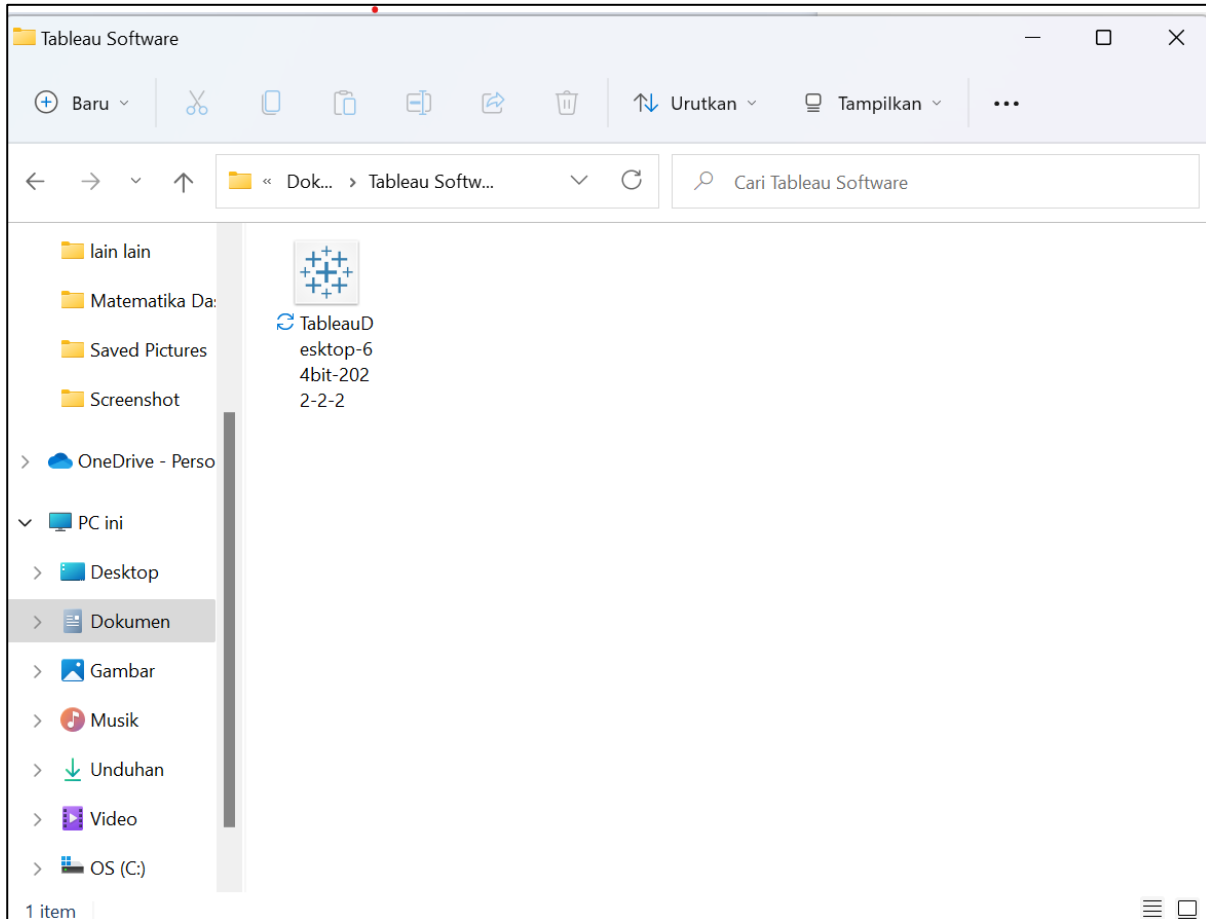 Tableau Software
Baru
Urutkan
Tampilkan
« Dok... > Tableau Softw...
Cari Tableau Software
lain lain
Matematika Da
Saved Pictures
Screenshot
OneDrive - Perso
PC ini
Desktop
Dokumen
Gambar
Musik
Unduhan
Video
OS (C:)
TableauD
esktop-6
4bit-202
2-2-2
1 item